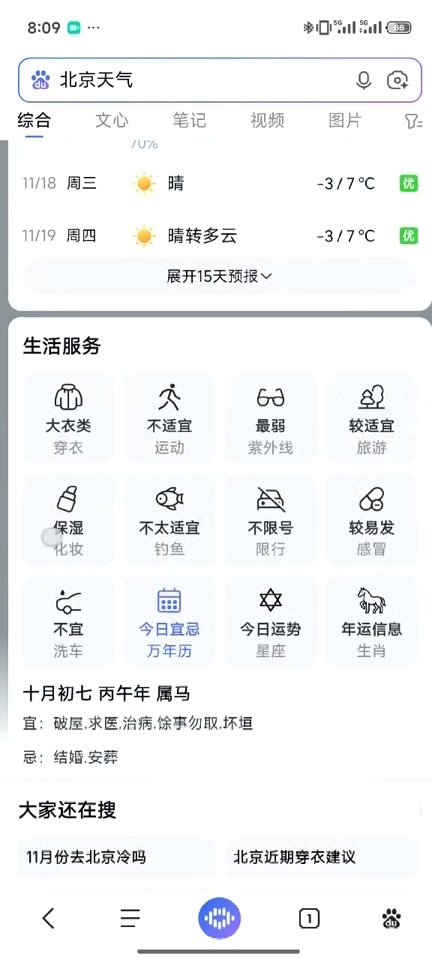 8:09 ··· 5G 5G 86
du 北京天气
综合 文心 笔记 视频 图片
70%
11/18 周三 晴 -3/7℃ 优
11/19 周四 晴转多云 -3/7℃ 优
展开15天预报
生活服务
大衣类 不适宜 最弱 较适宜
穿衣 运动 紫外线 旅游
保湿 不太适宜 不限号 较易发
化妆 钓鱼 限行 感冒
不宜 今日宜忌 今日运势 年运信息
洗车 万年历 星座 生肖
十月初七 丙午年 属马
宜：破屋.求医.治病.馀事勿取.坏垣
忌：结婚.安葬
大家还在搜
11月份去北京冷吗 北京近期穿衣建议
1 du